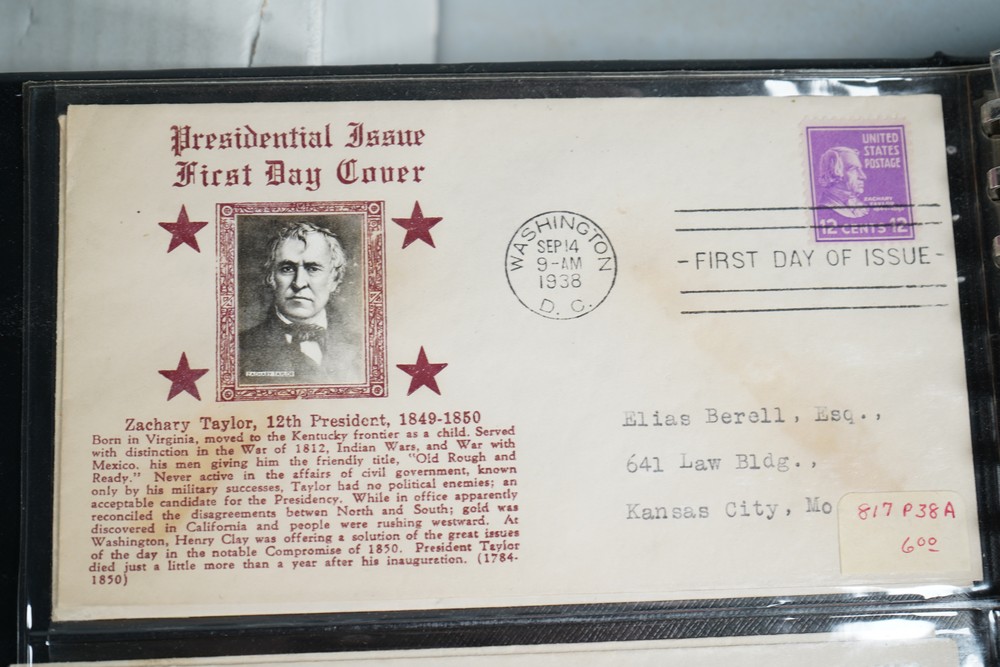 Presidential Issue
First Day Cover
ZACHARY TAYLOR
Zachary Taylor, 12th President, 1849-1850
Born in Virginia, moved to the Kentucky frontier as a child. Served
with distinction in the War of 1812, Indian Wars, and War with
Mexico, his men giving him the friendly title, "Old Rough and
Ready." Never active in the affairs of civil government, known
only by his military successes, Taylor had no political enemies; an
acceptable candidate for the Presidency. While in office apparently
reconciled the disagreements betwen North and South; gold was
discovered in California and people were rushing westward. At
Washington, Henry Clay was offering a solution of the great issues
of the day in the notable Compromise of 1850. President Taylor
died just a little more than a year after his inauguration. (1784-
1850)
WASHINGTON
SEP 14
9-AM
1938
D. C.
UNITED
STATES
POSTAGE
ZACHARY
TAYLOR
12 CENTS 12
-FIRST DAY OF ISSUE-
Elias Berell, Esq.,
641 Law Bldg.,
Kansas City, Mo
817 P38A
6.00